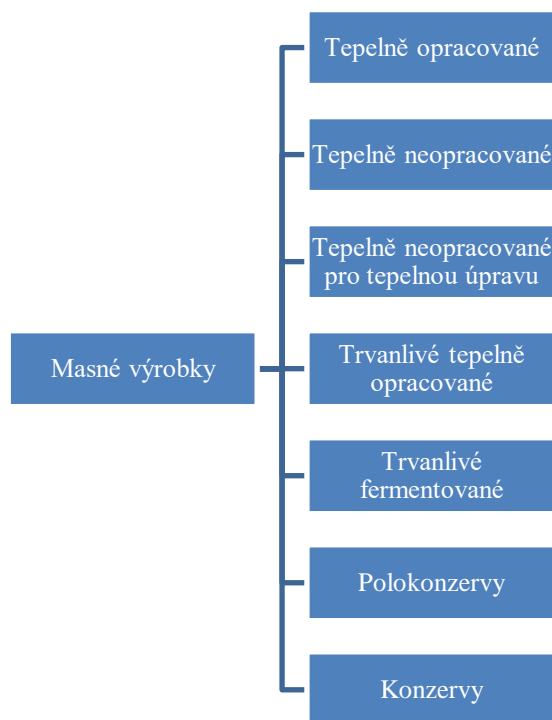 Tepelně opracované
Tepelně neopracované
Tepelně neopracované
pro tepelnou úpravu
Masné výrobky
Trvanlivé tepelně
opracované
Trvanlivé
fermentované
Polokonzervy
Konzervy